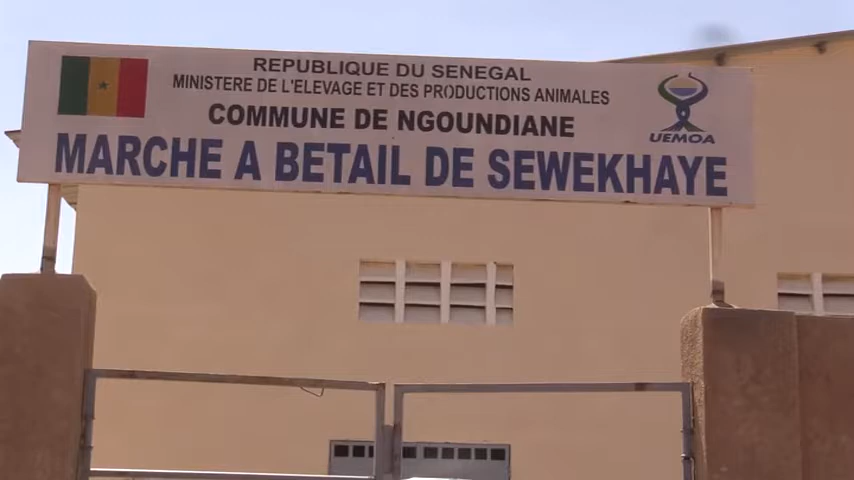 REPUBLIQUE DU SENEGAL
MINISTERE DE L'ELEVAGE ET DES PRODUCTIONS ANIMALES
COMMUNE DE NGOUNDIANE
UEMOA
MARCHE A BETAIL DE SEWEKHAYE